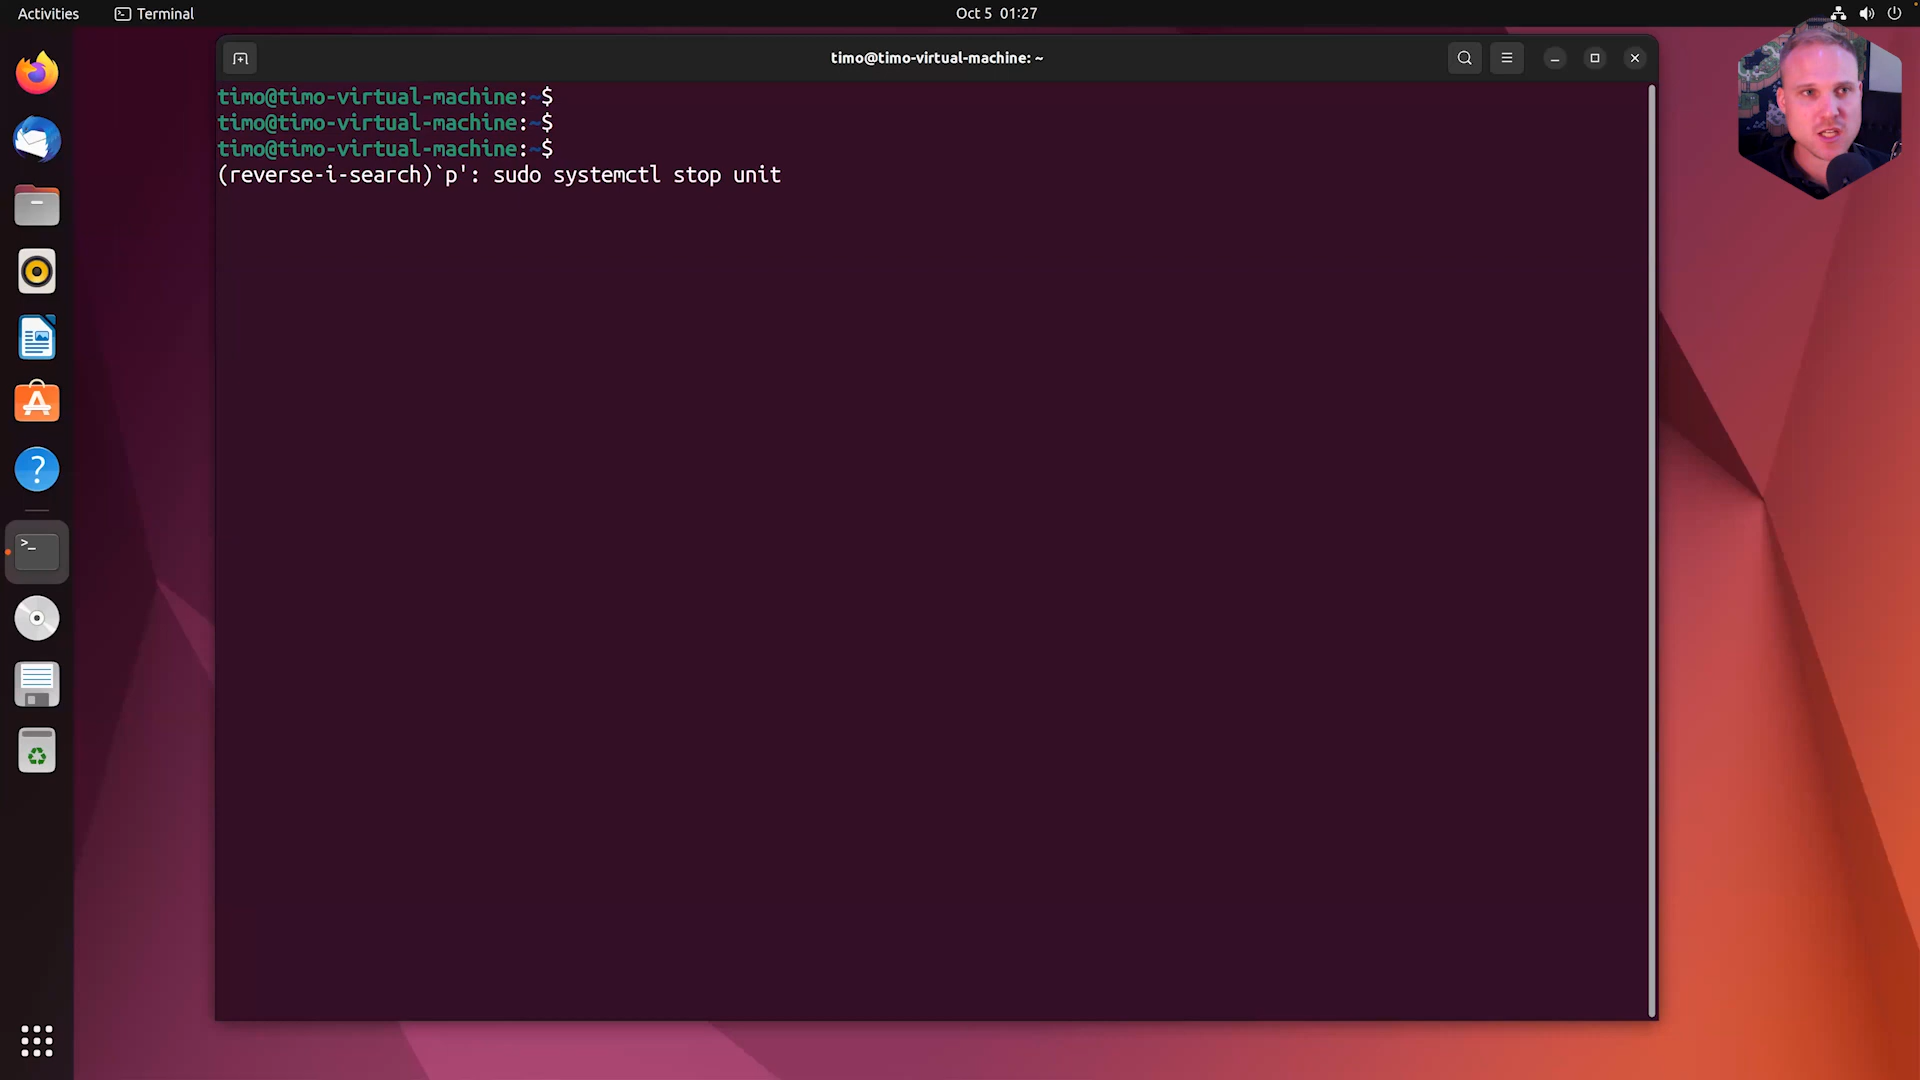 Activities
Terminal
Oct 5 01:27
timo@timo-virtual-machine: ~
timo@timo-virtual-machine:~$
timo@timo-virtual-machine:~$
timo@timo-virtual-machine:~$
(reverse-i-search)`p': sudo systemctl stop unit